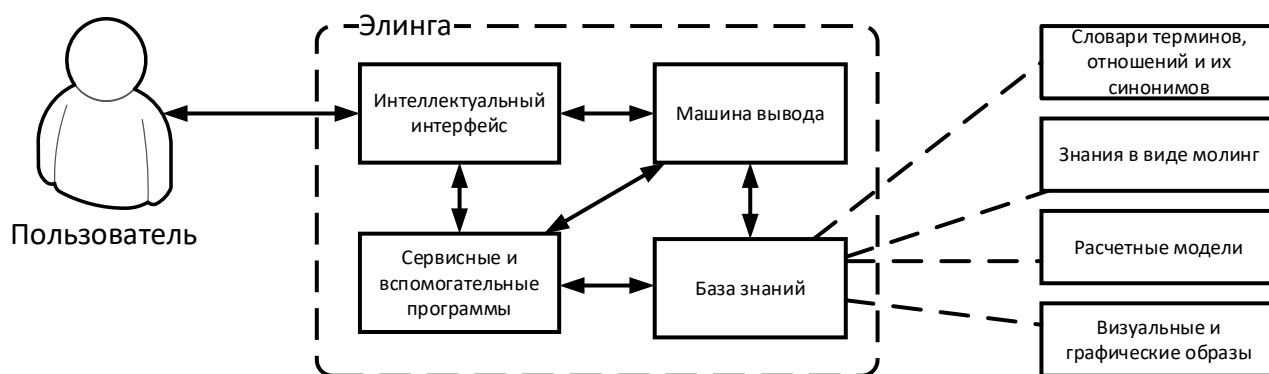 Элинга
Пользователь
Интеллектуальный
интерфейс
Машина вывода
Сервисные и
вспомогательные
программы
База знаний
Словари терминов,
отношений и их
синонимов
Знания в виде молинг
Расчетные модели
Визуальные и
графические образы